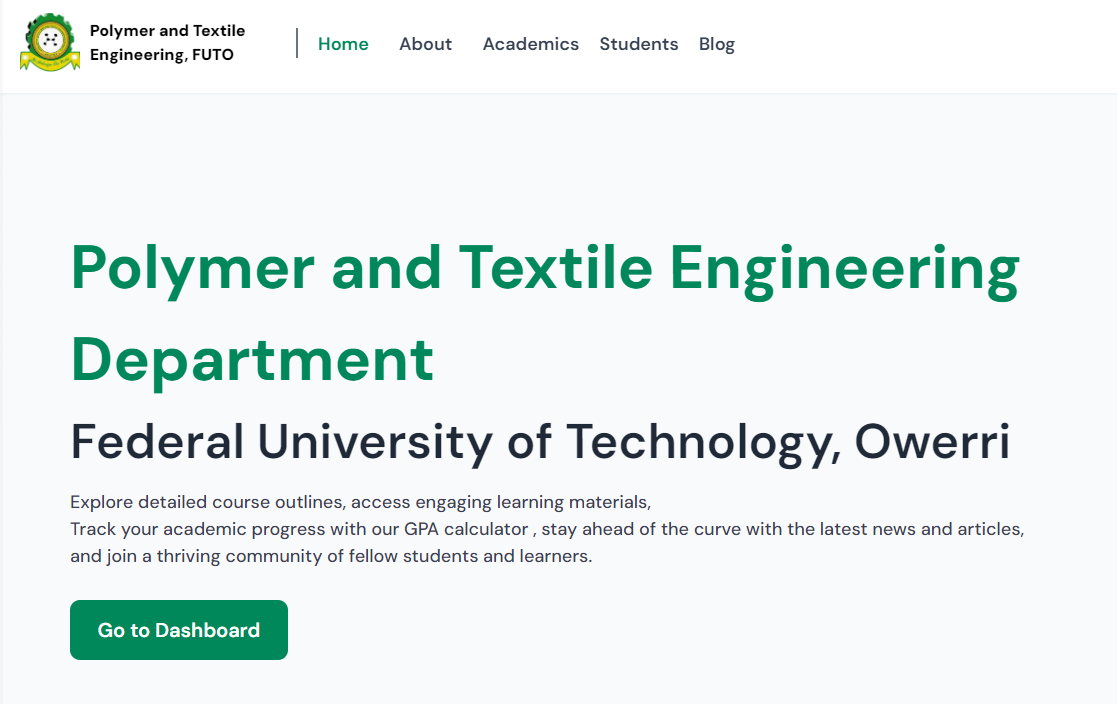 Polymer and Textile
Engineering, FUTO
Home About Academics Students Blog
Polymer and Textile Engineering
Department
Federal University of Technology, Owerri
Explore detailed course outlines, access engaging learning materials,
Track your academic progress with our GPA calculator , stay ahead of the curve with the latest news and articles,
and join a thriving community of fellow students and learners.
Go to Dashboard